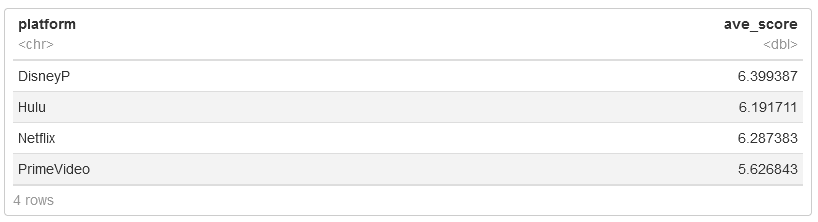 platform ave_score
<chr> <dbl>
DisneyP 6.399387
Hulu 6.191711
Netflix 6.287383
PrimeVideo 5.626843
4 rows